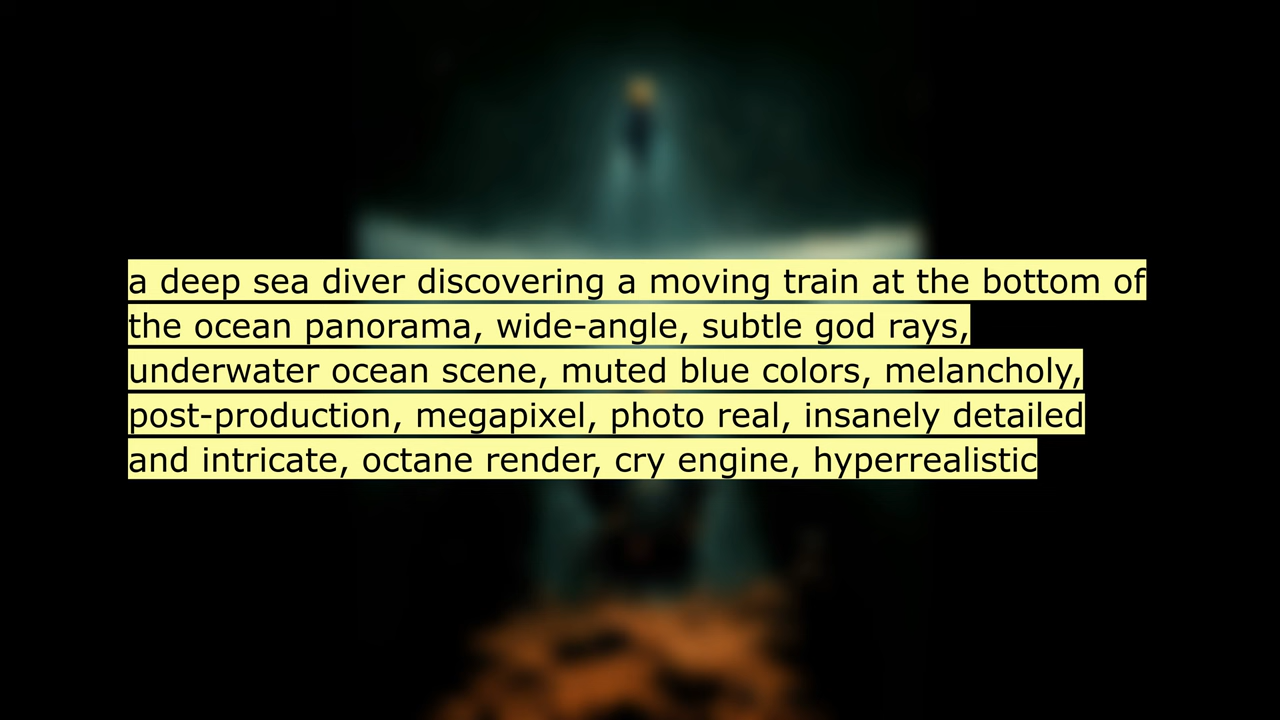 a deep sea diver discovering a moving train at the bottom of
the ocean panorama, wide-angle, subtle god rays,
underwater ocean scene, muted blue colors, melancholy,
post-production, megapixel, photo real, insanely detailed
and intricate, octane render, cry engine, hyperrealistic